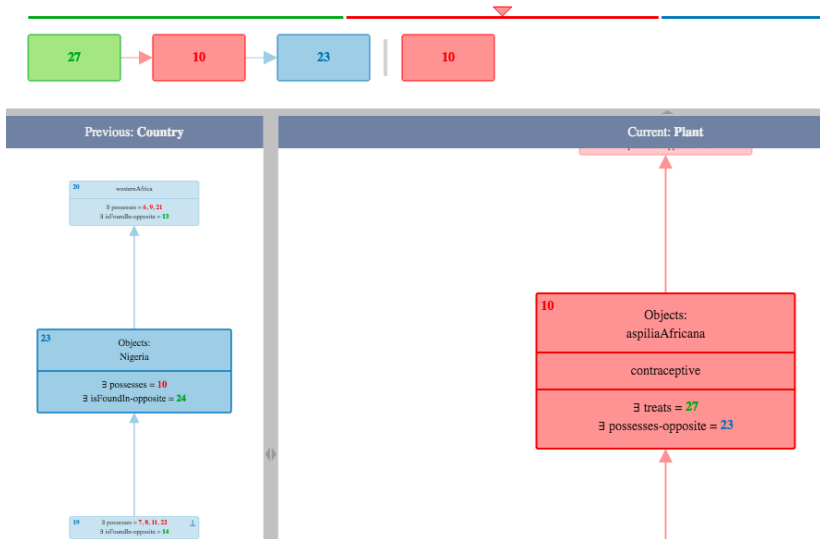 27
10
23
10
Previous: Country
Current: Plant
20
westernAfrica
∃ possesses = 6, 9, 21
∃ isFoundIn-opposite = 13
23
Objects:
Nigeria
∃ possesses = 10
∃ isFoundIn-opposite = 24
19
∃ possesses = 7, 8, 11, 22
⊥
∃ isFoundIn-opposite = 14
10
Objects:
aspiliaAfricana
contraceptive
∃ treats = 27
∃ possesses-opposite = 23